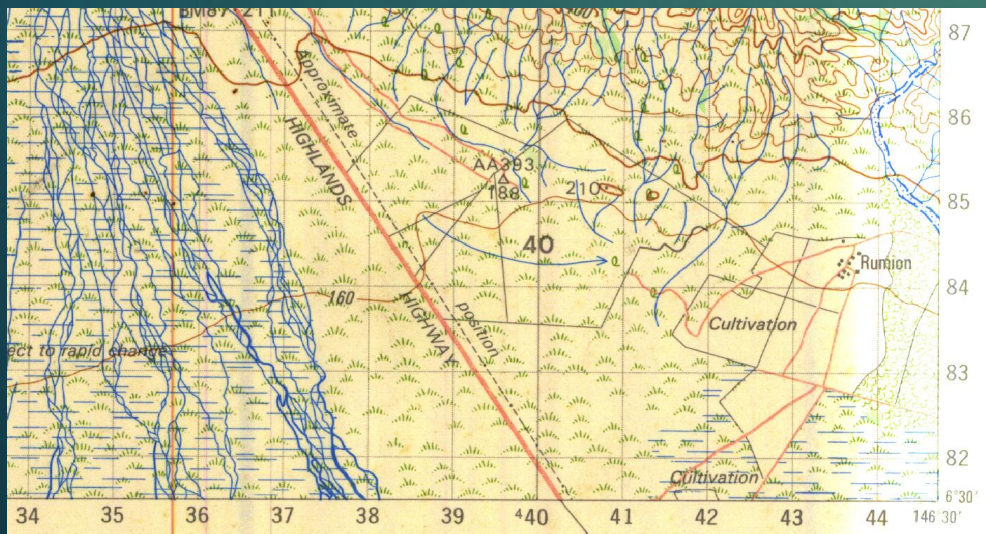 87
Approximate
86
HIGHLANDS
AA393
188
210
85
40
Rumion
160
84
HIGHWAY
position
Cultivation
ect to rapid change
83
Cultivation
82
6°30'
34 35 36 37 38 39 40 41 42 43 44 146°30'